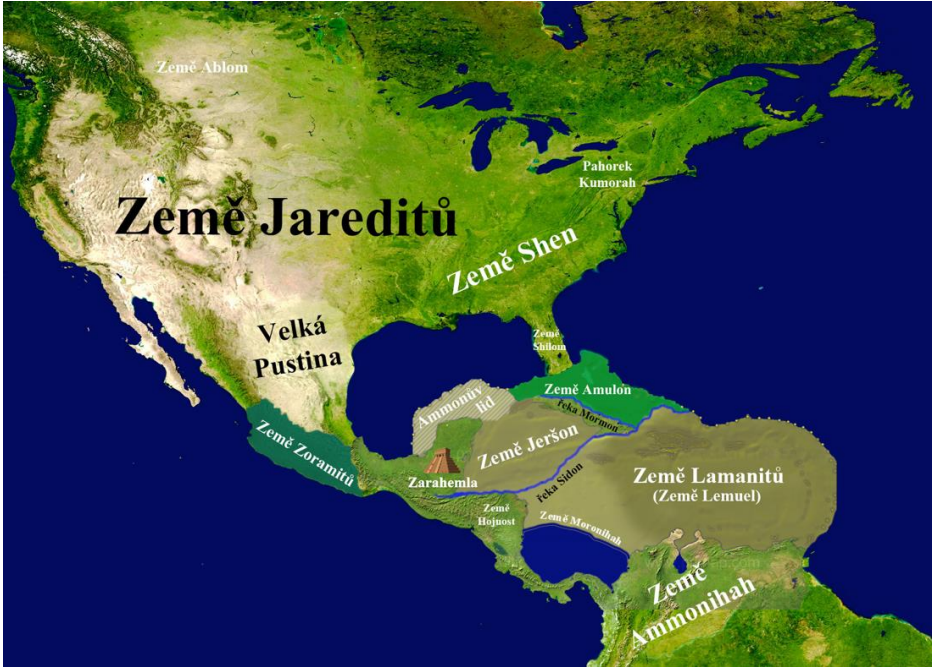 Země Ablom
Pahorek
Kumorah
Země Jareditů
Země Shen
Velká
Pustina
Země
Shilom
Země Amulon
Ammonův
lid
řeka Mormon
Země Zoramitů
Země Jeršon
Zarahemla
řeka Sidon
Země Lamanitů
(Země Lemuel)
Země
Hojnost
Země Moronihah
Země
Ammonihah